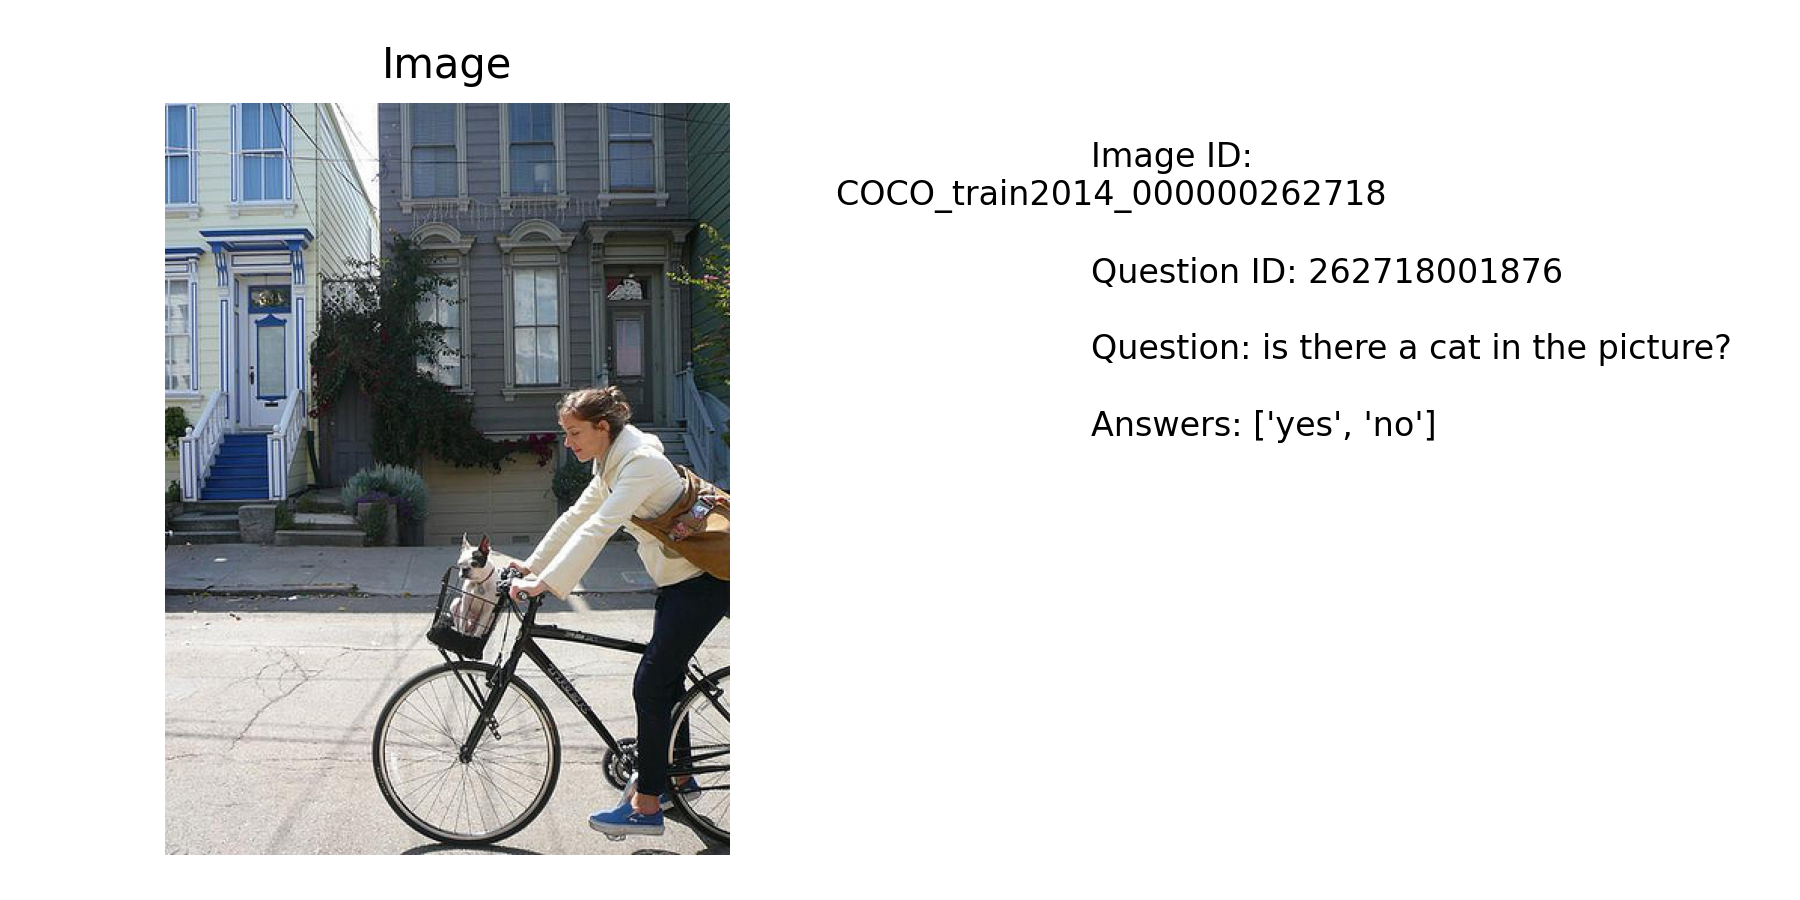 Image
Image ID:
COCO_train2014_000000262718
Question ID: 262718001876
Question: is there a cat in the picture?
Answers: ['yes', 'no']